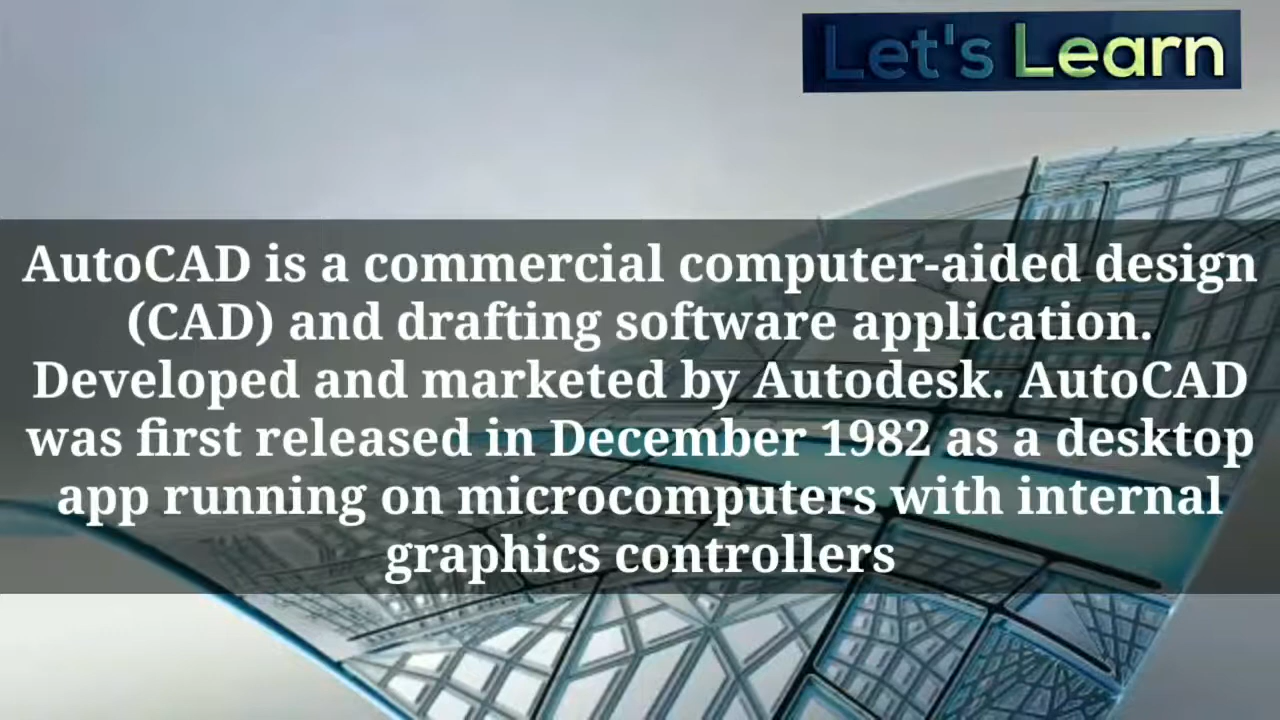 Let's Learn
AutoCAD is a commercial computer-aided design
(CAD) and drafting software application.
Developed and marketed by Autodesk. AutoCAD
was first released in December 1982 as a desktop
app running on microcomputers with internal
graphics controllers